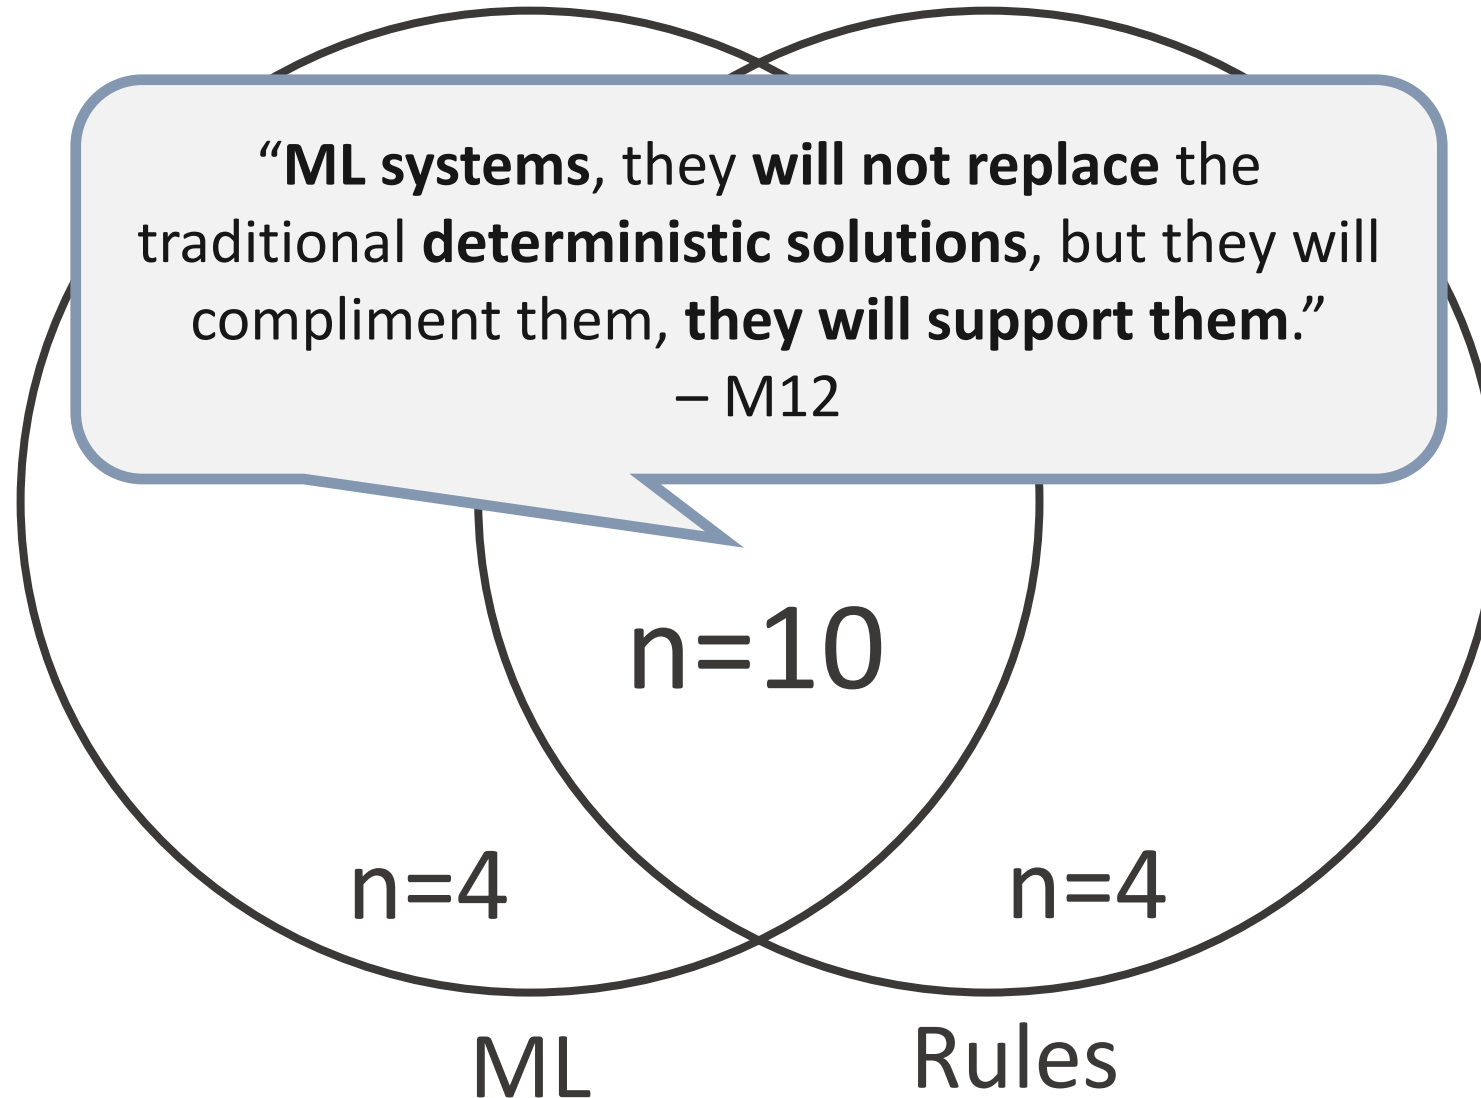 “ML systems, they will not replace the
traditional deterministic solutions, but they will
compliment them, they will support them.”
– M12
n=10
n=4
n=4
ML
Rules